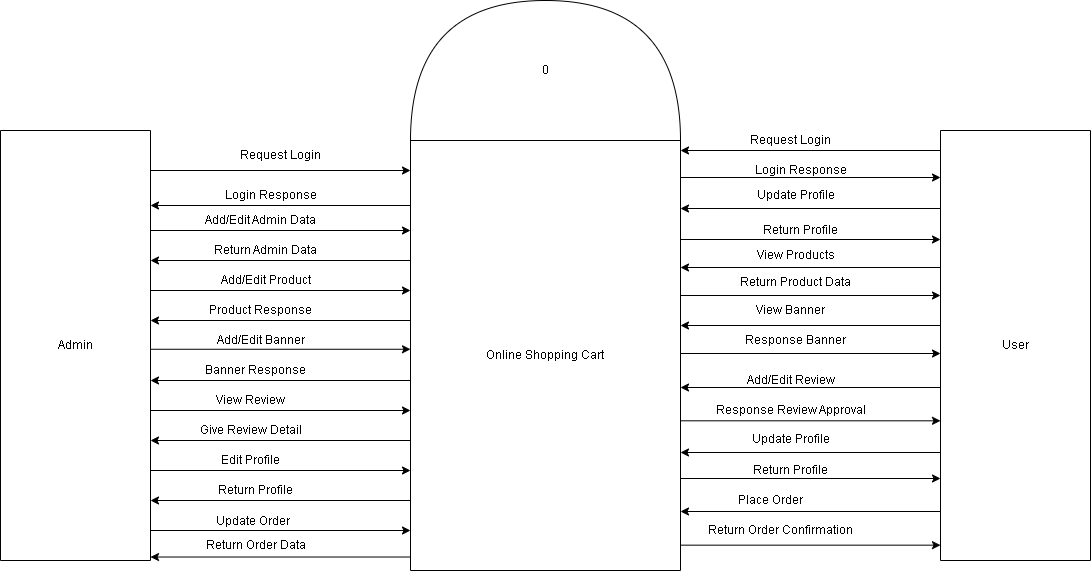 0
Request Login
Login Response
Add/Edit Admin Data
Return Admin Data
Add/Edit Product
Product Response
Add/Edit Banner
Banner Response
View Review
Give Review Detail
Edit Profile
Return Profile
Update Order
Return Order Data
Admin
Online Shopping Cart
Request Login
Login Response
Update Profile
Return Profile
View Products
Return Product Data
View Banner
Response Banner
Add/Edit Review
Response Review Approval
Update Profile
Return Profile
Place Order
Return Order Confirmation
User